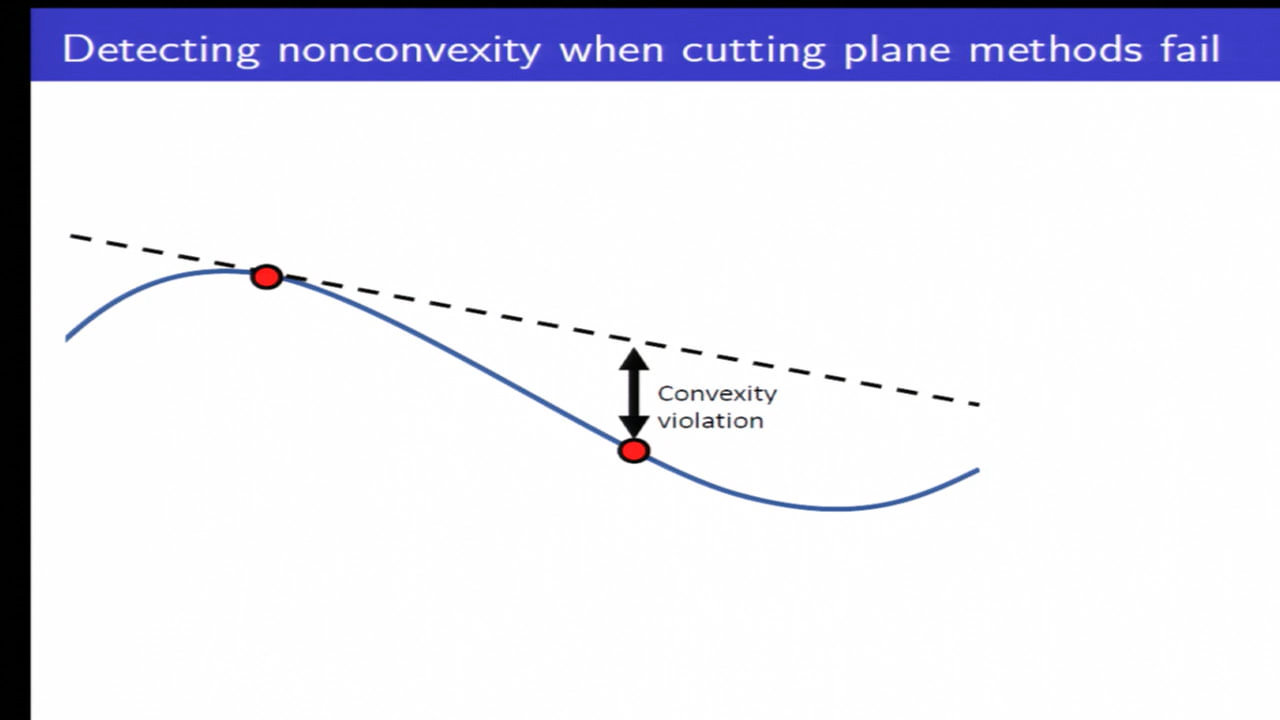 Detecting nonconvexity when cutting plane methods fail
Convexity
violation